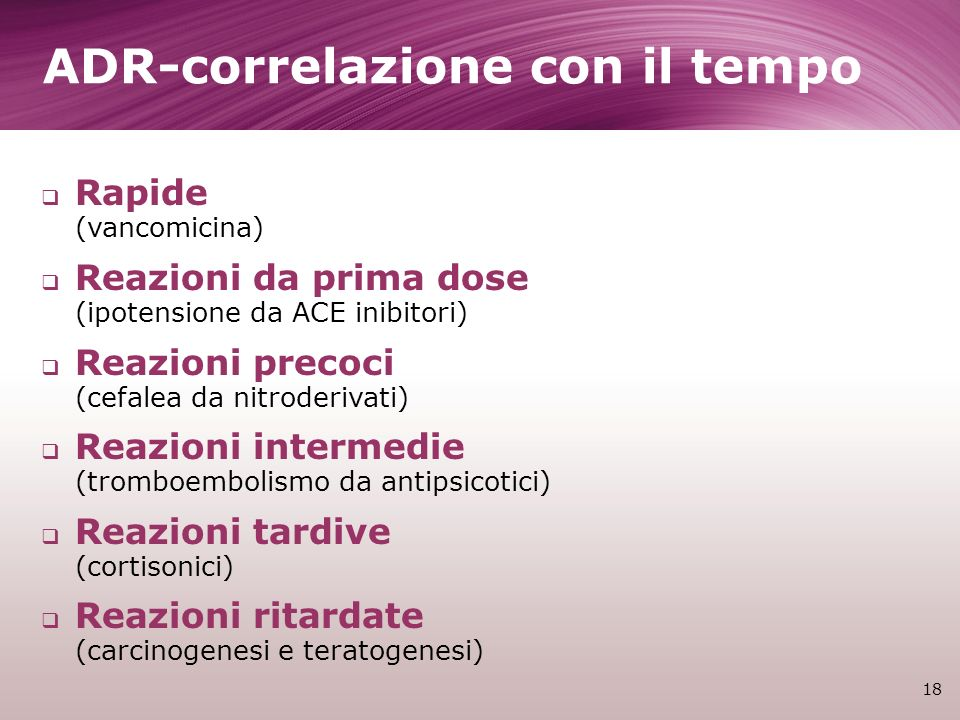 ADR-correlazione con il tempo
Rapide
(vancomicina)
Reazioni da prima dose
(ipotensione da ACE inibitori)
Reazioni precoci
(cefalea da nitroderivati)
Reazioni intermedie
(tromboembolismo da antipsicotici)
Reazioni tardive
(cortisonici)
Reazioni ritardate
(carcinogenesi e teratogenesi)
18